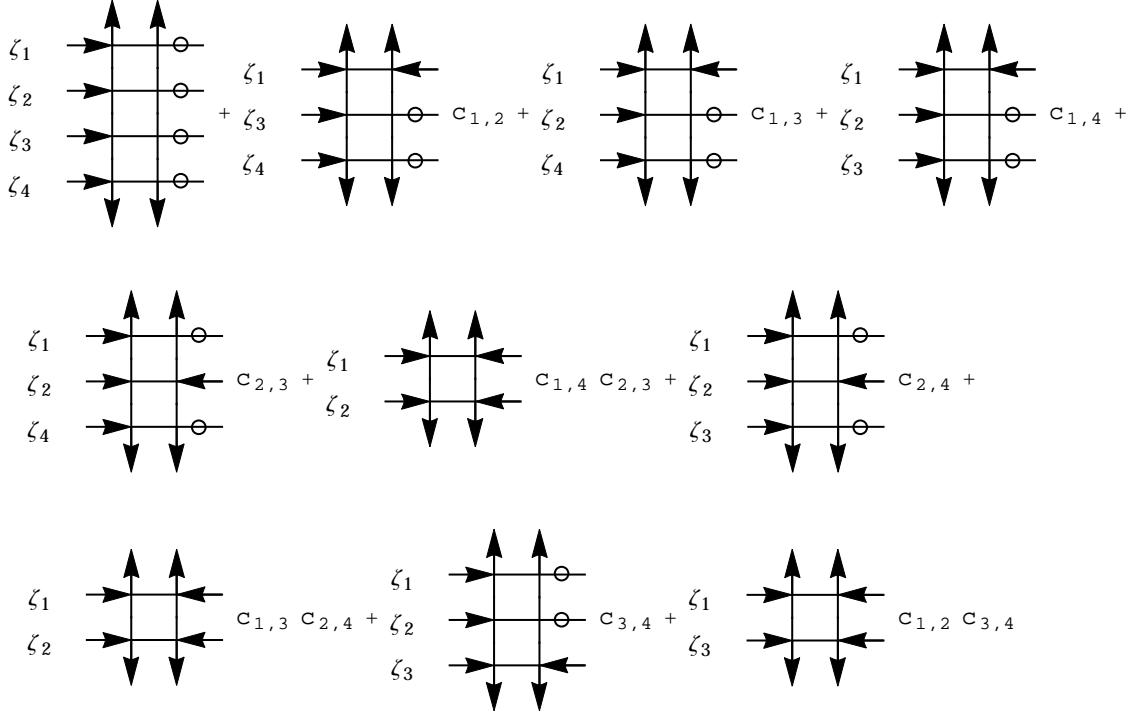 ζ1
ζ2
ζ3
ζ4
+
ζ1
ζ3
ζ4
c1,2 +
ζ1
ζ2
ζ4
c1,3 +
ζ1
ζ2
ζ3
c1,4 +
ζ1
ζ2
ζ4
c2,3 +
ζ1
ζ2
c1,4 c2,3 +
ζ1
ζ2
ζ3
c2,4 +
ζ1
ζ2
c1,3 c2,4 +
ζ1
ζ2
ζ3
c3,4 +
ζ1
ζ3
c1,2 c3,4